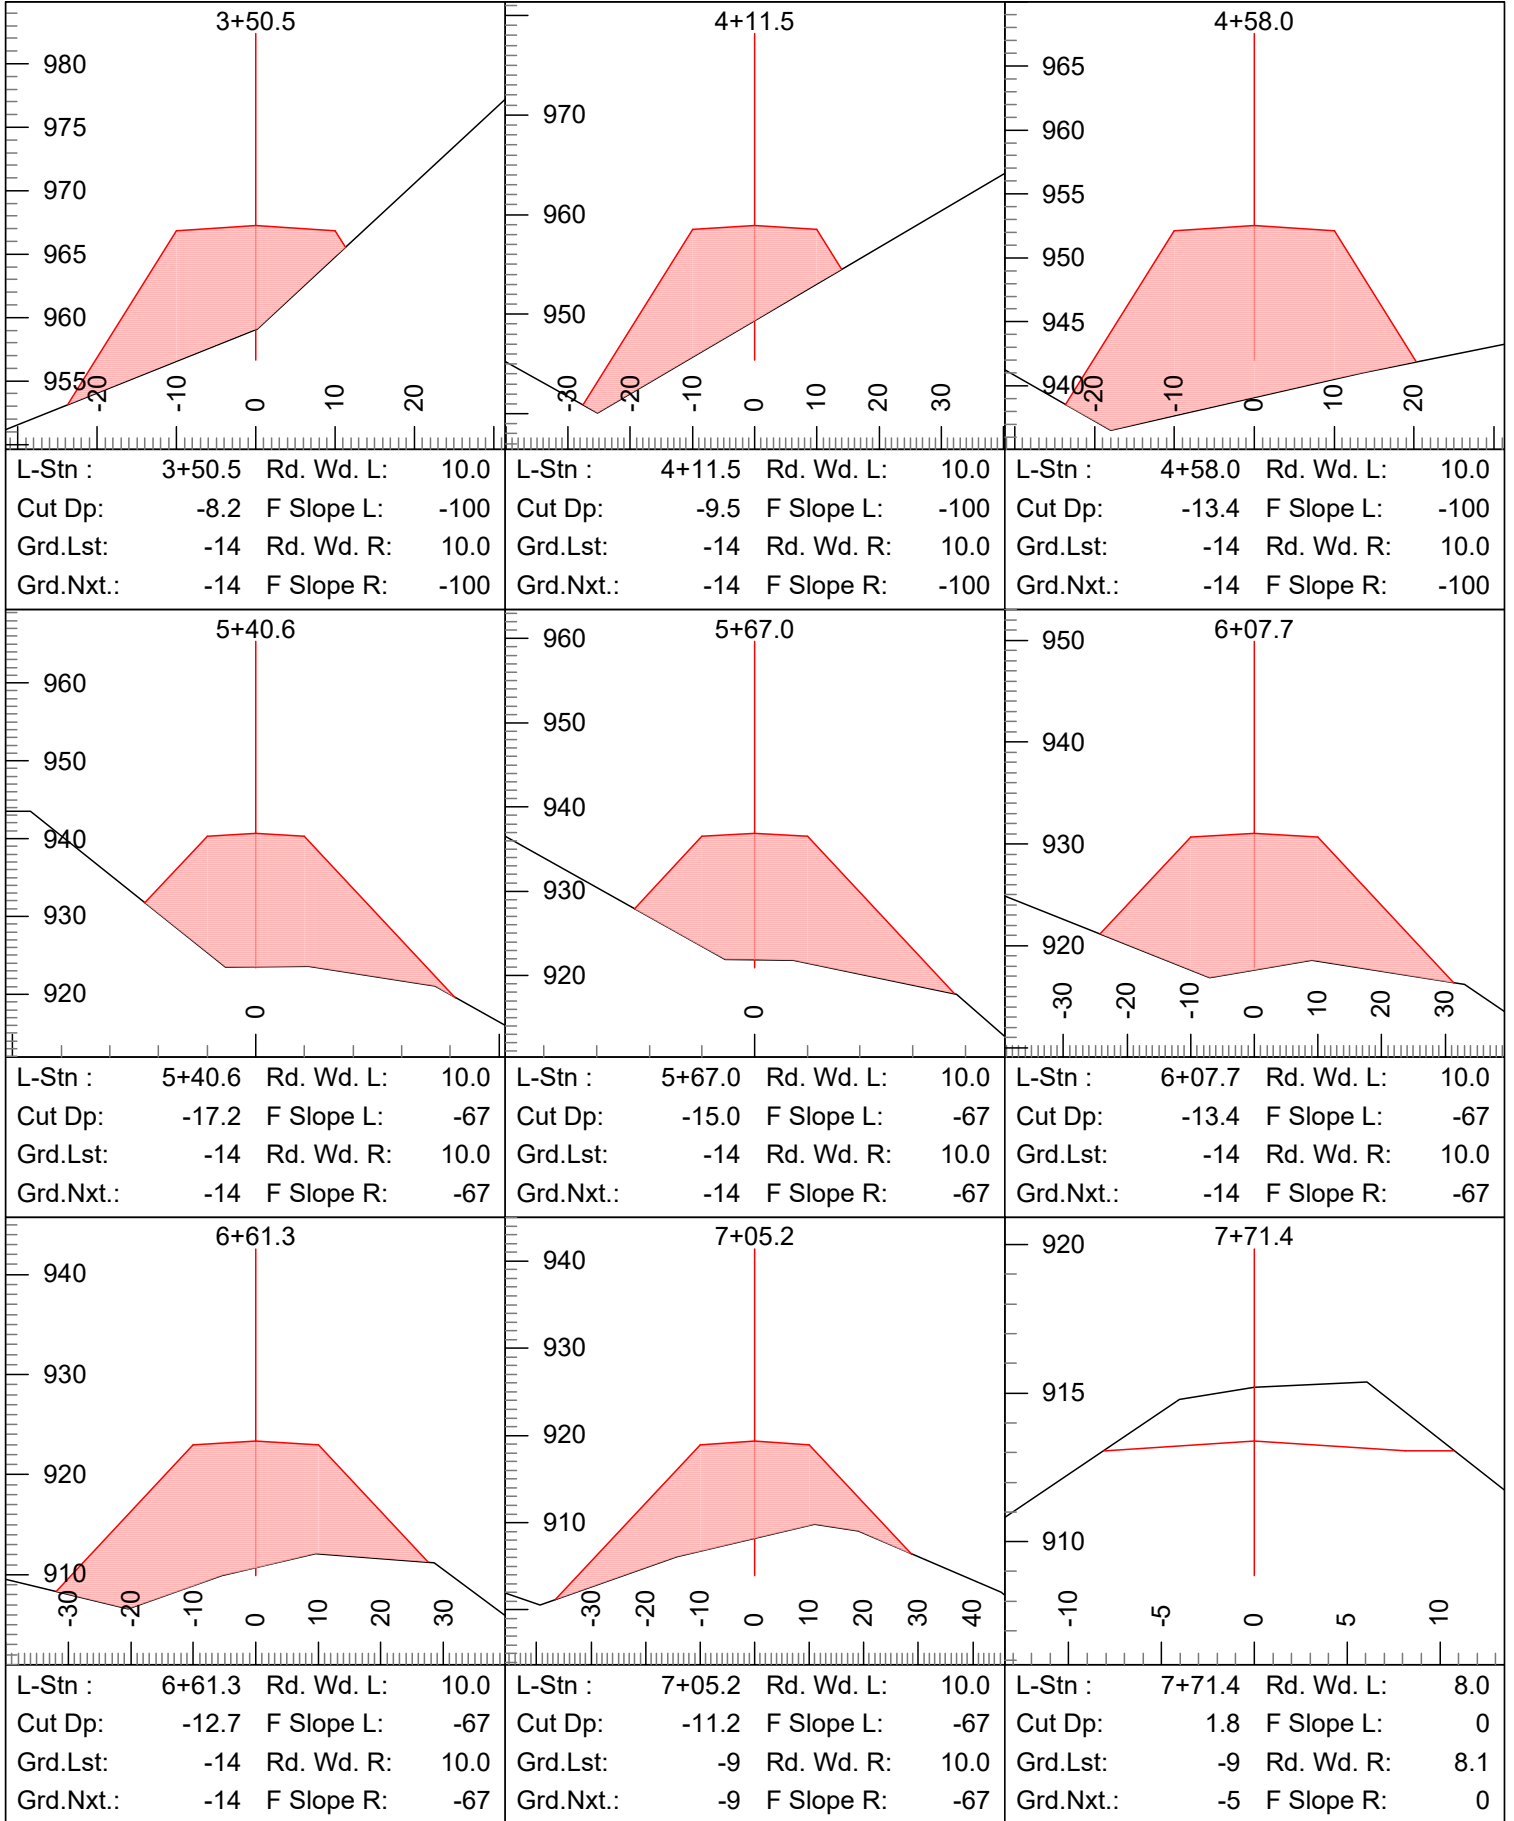 3+50.5
980
975
970
965
960
955
-20
-10
0
10
20
L-Stn : 3+50.5 Rd. Wd. L: 10.0
Cut Dp: -8.2 F Slope L: -100
Grd.Lst: -14 Rd. Wd. R: 10.0
Grd.Nxt.: -14 F Slope R: -100
4+11.5
970
960
950
-30
-20
-10
0
10
20
30
L-Stn : 4+11.5 Rd. Wd. L: 10.0
Cut Dp: -9.5 F Slope L: -100
Grd.Lst: -14 Rd. Wd. R: 10.0
Grd.Nxt.: -14 F Slope R: -100
4+58.0
965
960
955
950
945
940
-20
-10
0
10
20
L-Stn : 4+58.0 Rd. Wd. L: 10.0
Cut Dp: -13.4 F Slope L: -100
Grd.Lst: -14 Rd. Wd. R: 10.0
Grd.Nxt.: -14 F Slope R: -100
5+40.6
960
950
940
930
920
0
L-Stn : 5+40.6 Rd. Wd. L: 10.0
Cut Dp: -17.2 F Slope L: -67
Grd.Lst: -14 Rd. Wd. R: 10.0
Grd.Nxt.: -14 F Slope R: -67
5+67.0
960
950
940
930
920
0
L-Stn : 5+67.0 Rd. Wd. L: 10.0
Cut Dp: -15.0 F Slope L: -67
Grd.Lst: -14 Rd. Wd. R: 10.0
Grd.Nxt.: -14 F Slope R: -67
6+07.7
950
940
930
920
-30
-20
-10
0
10
20
30
L-Stn : 6+07.7 Rd. Wd. L: 10.0
Cut Dp: -13.4 F Slope L: -67
Grd.Lst: -14 Rd. Wd. R: 10.0
Grd.Nxt.: -14 F Slope R: -67
6+61.3
940
930
920
910
-30
-20
-10
0
10
20
30
L-Stn : 6+61.3 Rd. Wd. L: 10.0
Cut Dp: -12.7 F Slope L: -67
Grd.Lst: -14 Rd. Wd. R: 10.0
Grd.Nxt.: -14 F Slope R: -67
7+05.2
940
930
920
910
-30
-20
-10
0
10
20
30
40
L-Stn : 7+05.2 Rd. Wd. L: 10.0
Cut Dp: -11.2 F Slope L: -67
Grd.Lst: -9 Rd. Wd. R: 10.0
Grd.Nxt.: -9 F Slope R: -67
7+71.4
920
915
910
-10
-5
0
5
10
L-Stn : 7+71.4 Rd. Wd. L: 8.0
Cut Dp: 1.8 F Slope L: 0
Grd.Lst: -9 Rd. Wd. R: 8.1
Grd.Nxt.: -5 F Slope R: 0